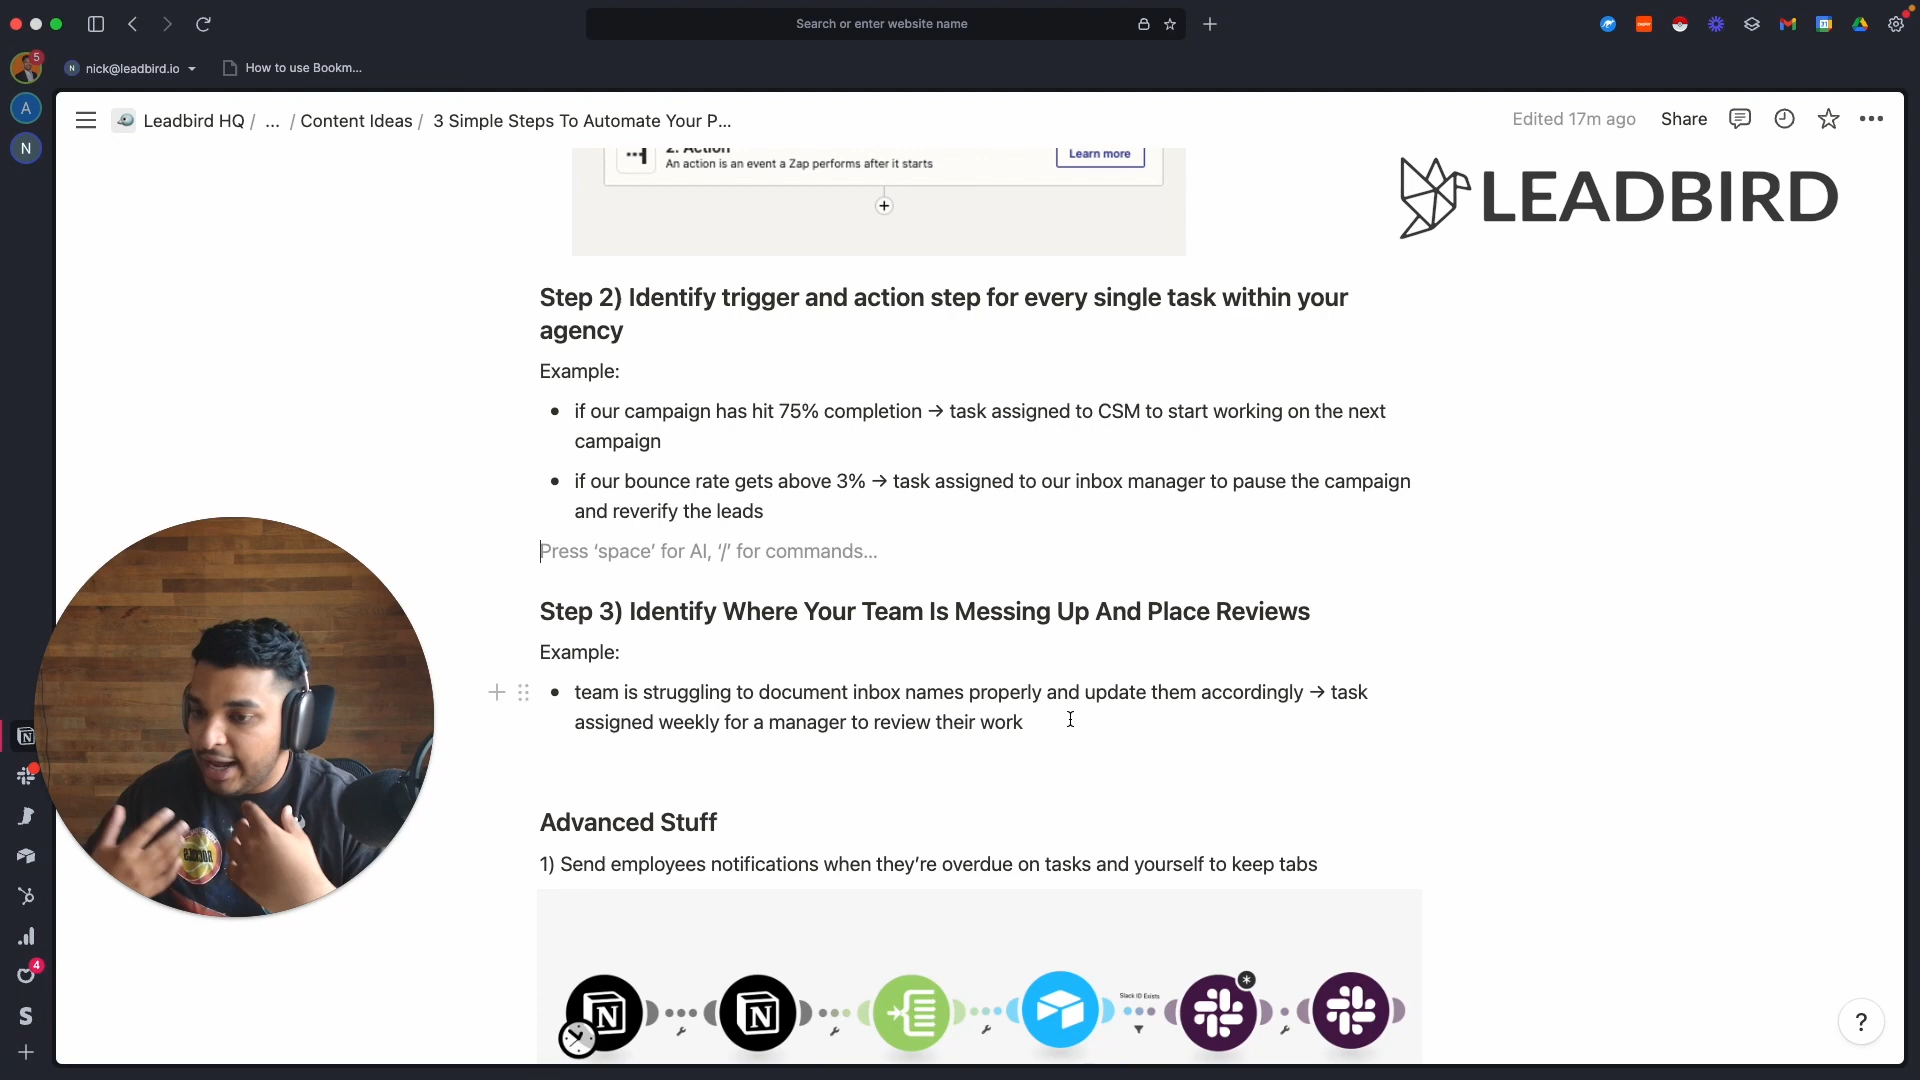 Search or enter website name
5
nick@leadbird.io
How to use Bookm...
A
N
Leadbird HQ / ... / Content Ideas / 3 Simple Steps To Automate Your P...
Edited 17m ago
Share
2. Action
An action is an event a Zap performs after it starts
Learn more
LEADBIRD
Step 2) Identify trigger and action step for every single task within your
agency
Example:
• if our campaign has hit 75% completion → task assigned to CSM to start working on the next
campaign
• if our bounce rate gets above 3% → task assigned to our inbox manager to pause the campaign
and reverify the leads
Press ‘space’ for AI, ‘/’ for commands...
Step 3) Identify Where Your Team Is Messing Up And Place Reviews
Example:
• team is struggling to document inbox names properly and update them accordingly → task
assigned weekly for a manager to review their work
Advanced Stuff
1) Send employees notifications when they’re overdue on tasks and yourself to keep tabs
Slack ID Exists
4
S
?